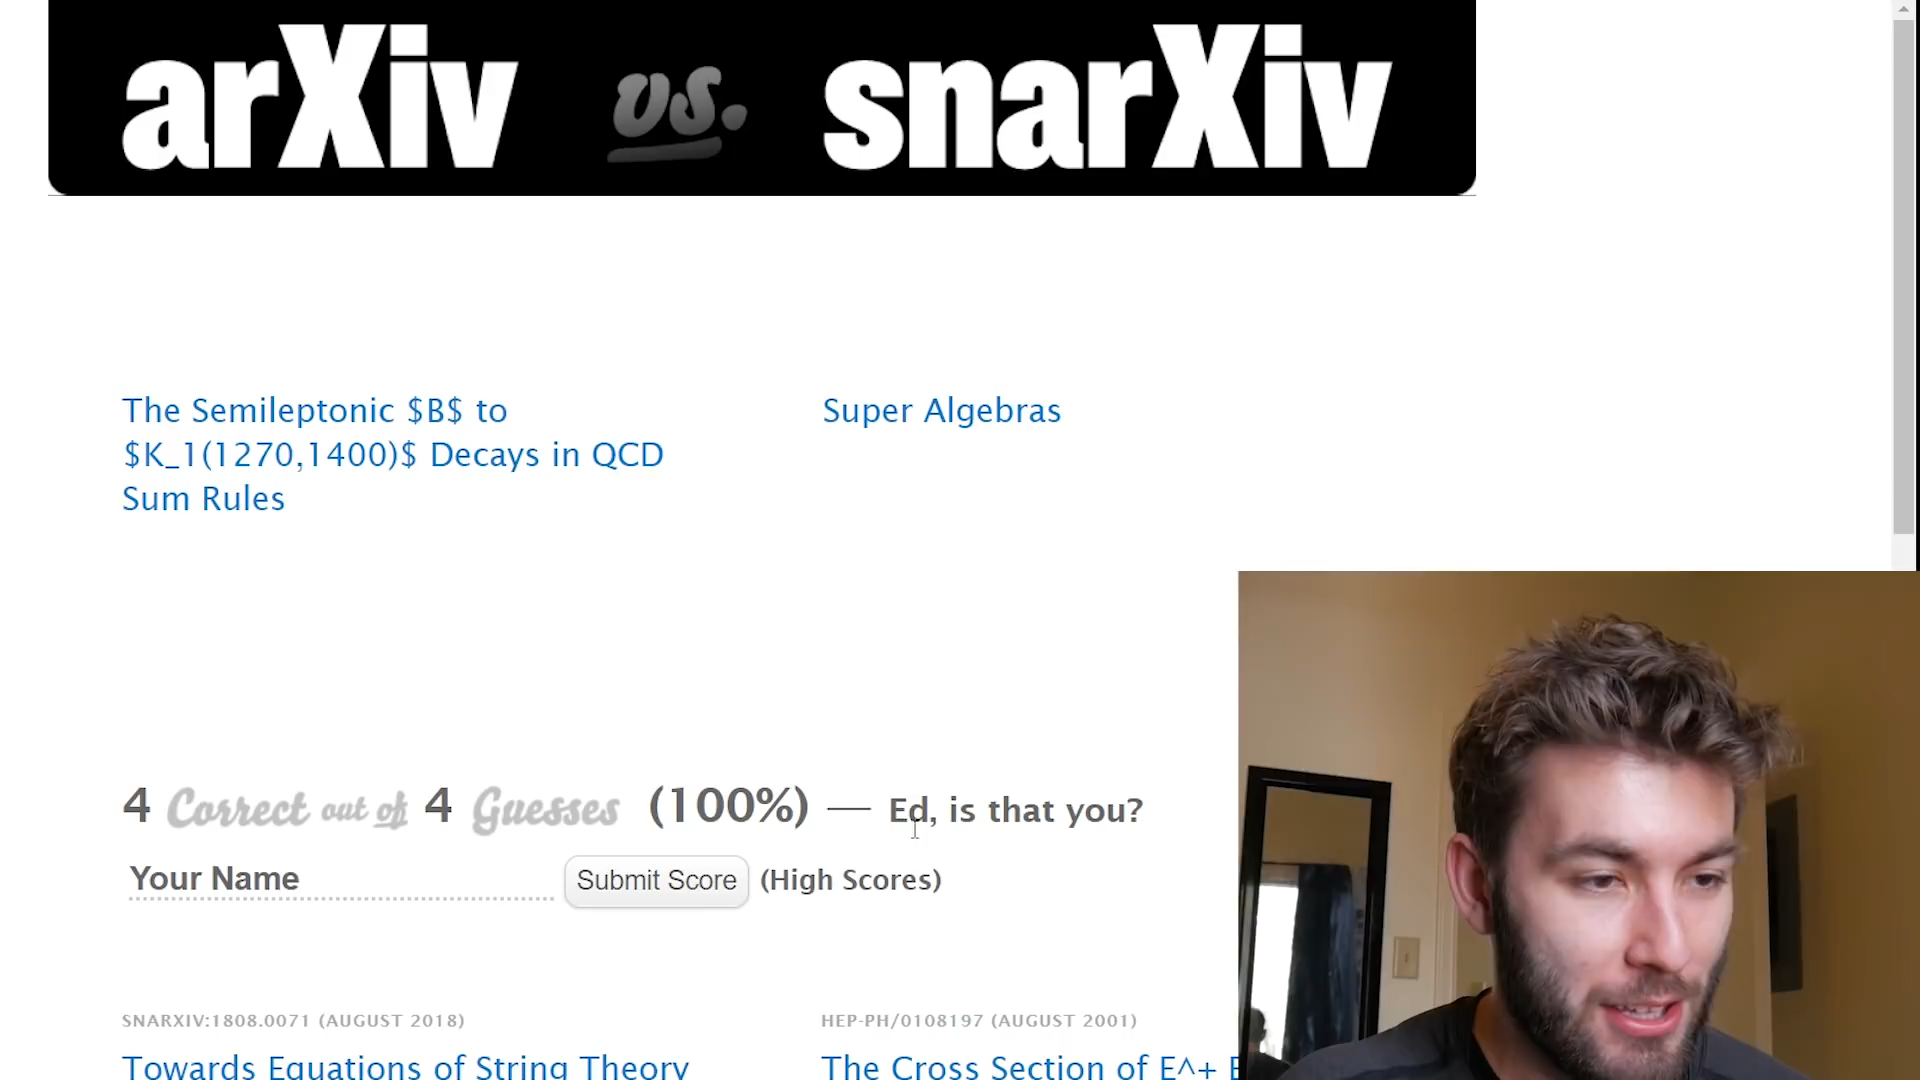 arXiv vs. snarXiv
The Semileptonic $B$ to
$K_1(1270,1400)$ Decays in QCD
Sum Rules
Super Algebras
4 Correct out of 4 Guesses (100%) — Ed, is that you?
Your Name
Submit Score
(High Scores)
SNARXIV:1808.0071 (AUGUST 2018)
Towards Equations of String Theory
HEP-PH/0108197 (AUGUST 2001)
The Cross Section of E^+